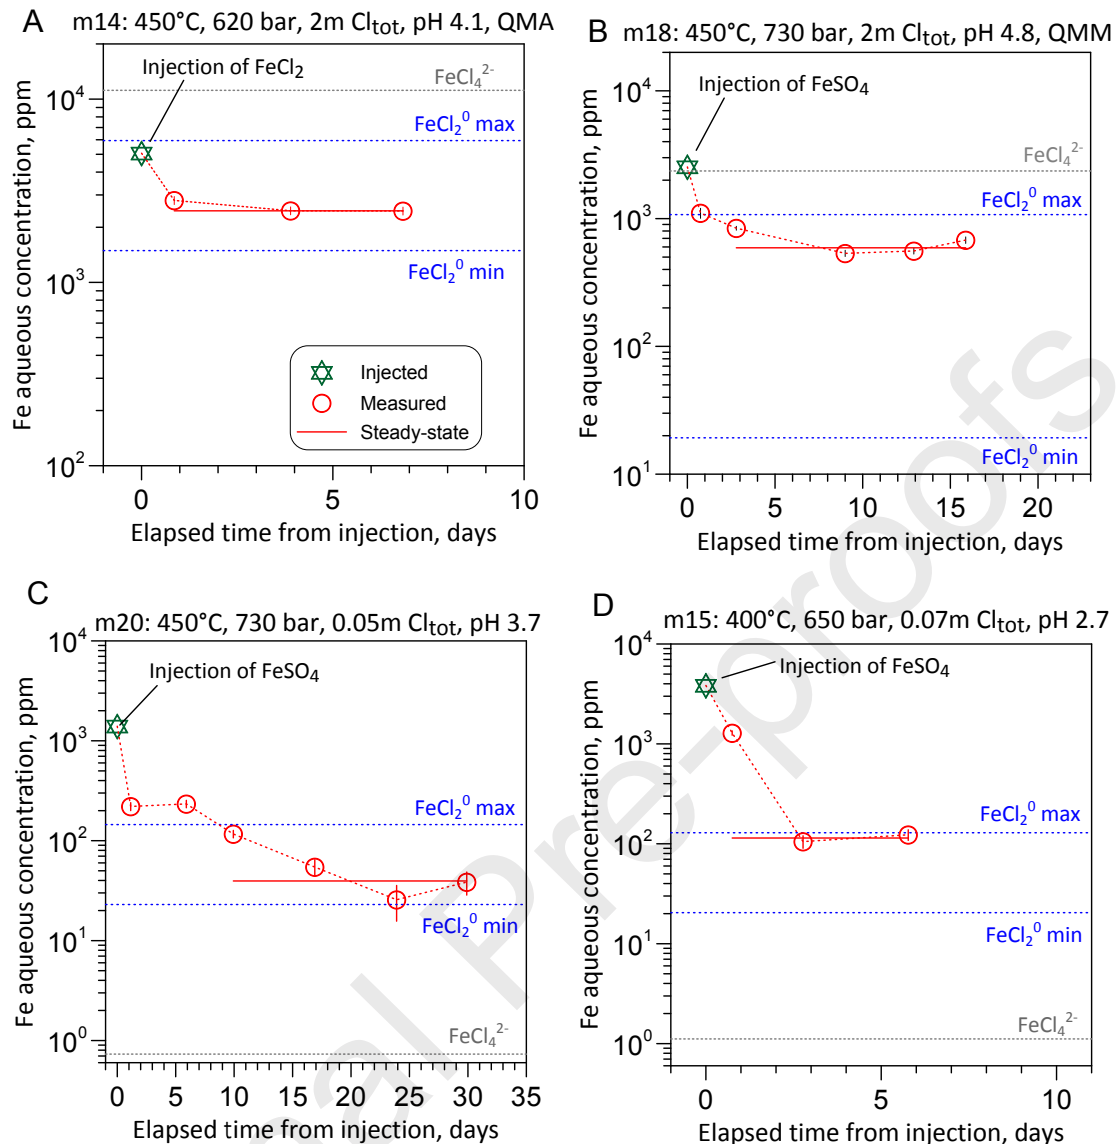 A m14: 450°C, 620 bar, 2m Cltot, pH 4.1, QMA
Fe aqueous concentration, ppm
10⁴
10³
10²
Injection of FeCl₂
FeCl₄²⁻
FeCl₂⁰ max
FeCl₂⁰ min
Injected
Measured
Steady-state
0 5 10
Elapsed time from injection, days
B m18: 450°C, 730 bar, 2m Cltot, pH 4.8, QMM
Fe aqueous concentration, ppm
10⁴
10³
10²
10¹
Injection of FeSO₄
FeCl₄²⁻
FeCl₂⁰ max
FeCl₂⁰ min
0 5 10 15 20
Elapsed time from injection, days
C
m20: 450°C, 730 bar, 0.05m Cltot, pH 3.7
Fe aqueous concentration, ppm
10⁴
10³
10²
10¹
10⁰
Injection of FeSO₄
FeCl₂⁰ max
FeCl₂⁰ min
FeCl₄²⁻
0 5 10 15 20 25 30 35
Elapsed time from injection, days
D
m15: 400°C, 650 bar, 0.07m Cltot, pH 2.7
Fe aqueous concentration, ppm
10⁴
10³
10²
10¹
10⁰
Injection of FeSO₄
FeCl₂⁰ max
FeCl₂⁰ min
FeCl₄²⁻
0 5 10
Elapsed time from injection, days
nal Pre-proofs